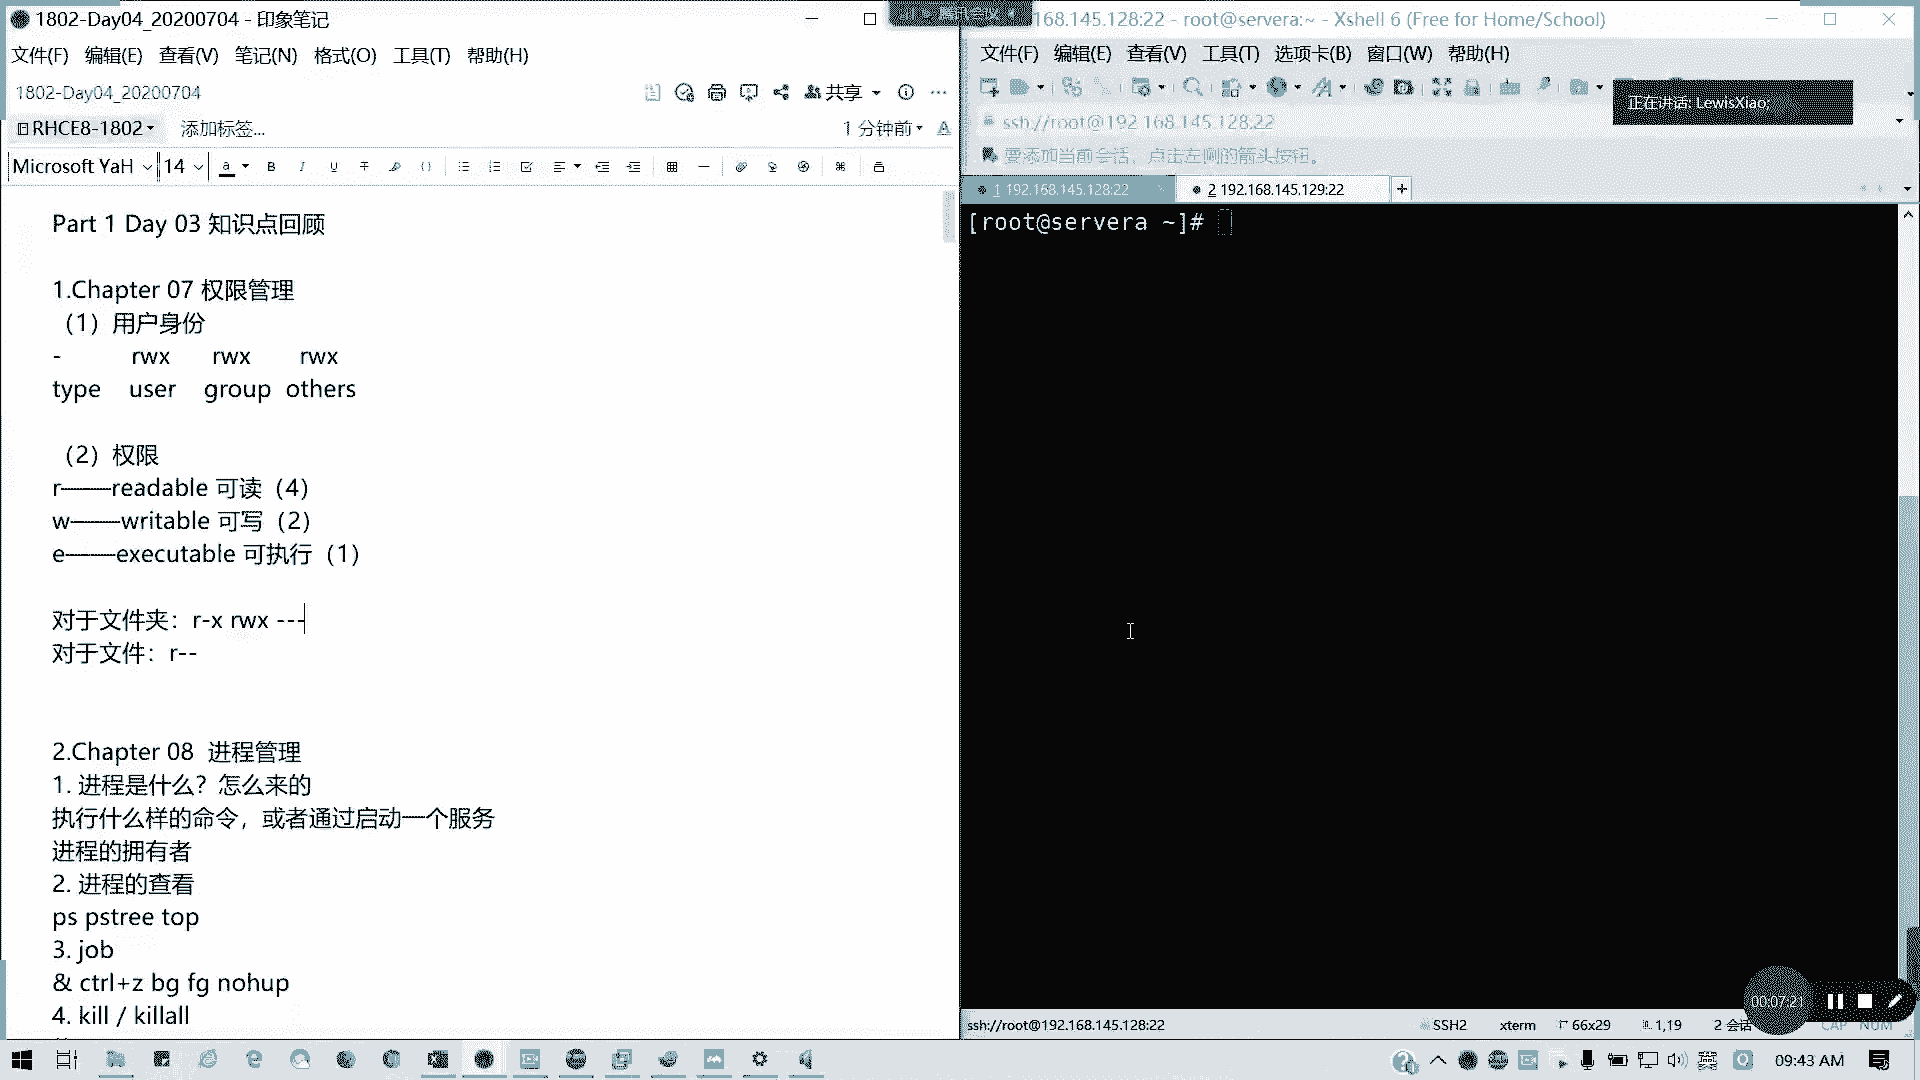 1802-Day04_20200704 - 印象笔记
文件(F) 编辑(E) 查看(V) 笔记(N) 格式(O) 工具(T) 帮助(H)
1802-Day04_20200704
共享
RHCE8-1802 添加标签...
1 分钟前
Microsoft YaH 14
Part 1 Day 03 知识点回顾
1.Chapter 07 权限管理
（1）用户身份
- rwx rwx rwx
type user group others
（2）权限
r———readable 可读（4）
w———writable 可写（2）
e———executable 可执行（1）
对于文件夹：r-x rwx ---
对于文件：r--
2.Chapter 08 进程管理
1. 进程是什么？怎么来的
执行什么样的命令，或者通过启动一个服务
进程的拥有者
2. 进程的查看
ps pstree top
3. job
& ctrl+z bg fg nohup
4. kill / killall
168.145.128:22 - root@servera:~ - Xshell 6 (Free for Home/School)
文件(F) 编辑(E) 查看(V) 工具(T) 选项卡(B) 窗口(W) 帮助(H)
正在讲话: LewisXiao;
ssh://root@192.168.145.128:22
要添加当前会话，点击左侧的箭头按钮。
1 192.168.145.128:22 2 192.168.145.129:22 +
[root@servera ~]#
00:07:21
ssh://root@192.168.145.128:22 SSH2 xterm 66x29 1,19 2 会话 CAP NUM
英 09:43 AM